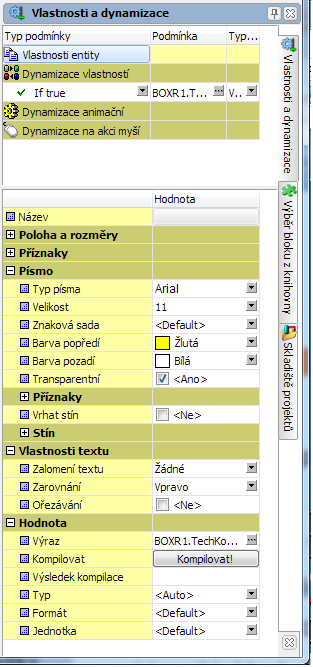 Vlastnosti a dynamizace
Typ podmínky Podmínka Typ...
Vlastnosti entity
Dynamizace vlastností
If true BOXR1.T... V..
Dynamizace animační
Dynamizace na akci myší
Hodnota
Název
Poloha a rozměry
Příznaky
Písmo
Typ písma Arial
Velikost 11
Znaková sada <Default>
Barva popředí Žlutá
Barva pozadí Bílá
Transparentní <Ano>
Příznaky
Vrhat stín <Ne>
Stín
Vlastnosti textu
Zalomení textu Žádné
Zarovnání Vpravo
Ořezávání <Ne>
Hodnota
Výraz BOXR1.TechKo...
Kompilovat Kompilovat!
Výsledek kompilace
Typ <Auto>
Formát <Default>
Jednotka <Default>
Vlastnosti a dynamizace
Výběr bloku z knihovny
Skladiště projektů